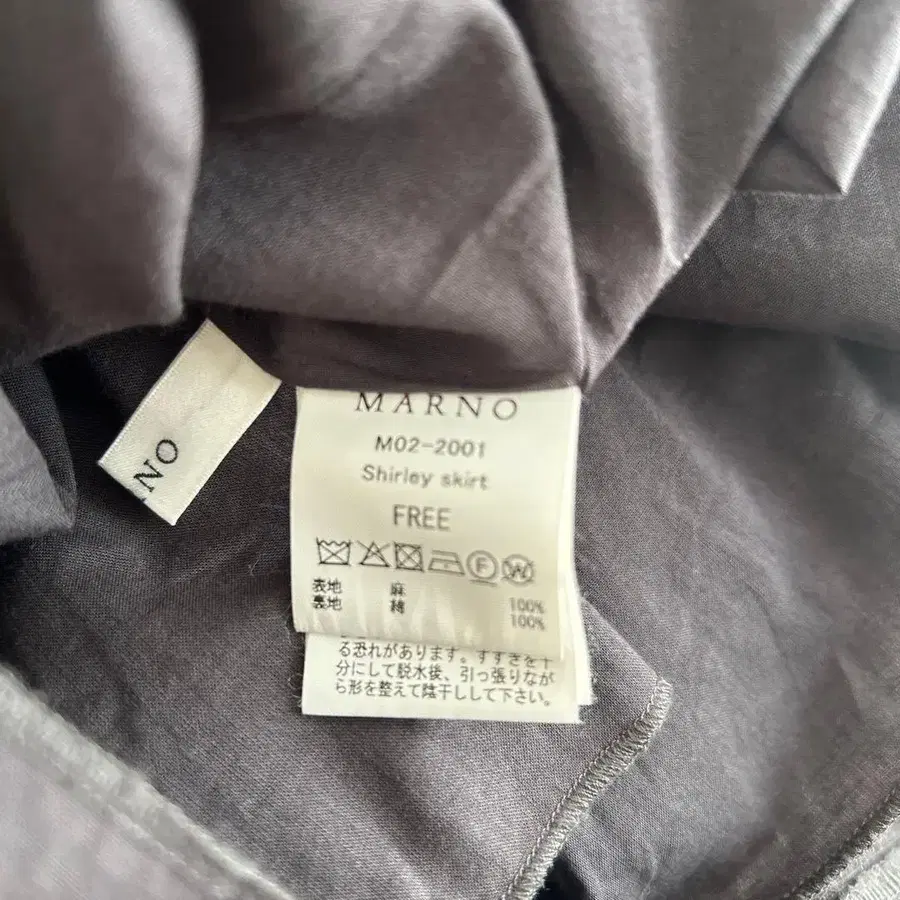 NO
MARNO
M02-2001
Shirley skirt
FREE
F W
表地 麻 100%
裏地 綿 100%
る恐れがあります。すすぎを十
分にして脱水後、引っ張りなが
ら形を整えて陰干しして下さい。